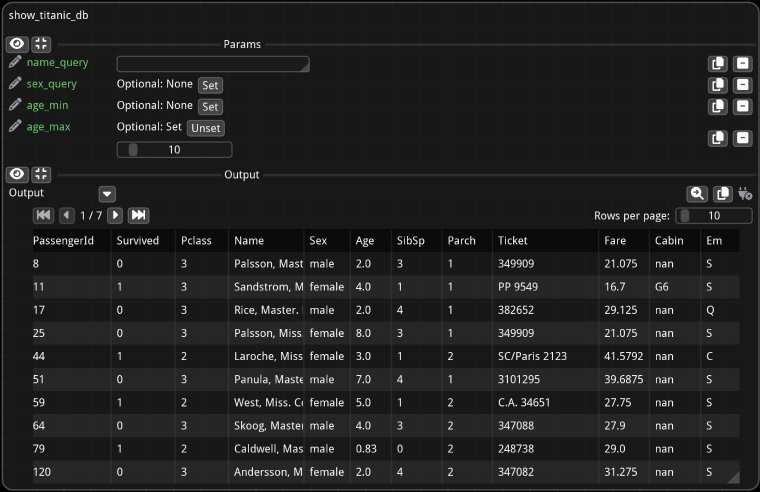 show_titanic_db
Params
name_query
sex_query Optional: None Set
age_min Optional: None Set
age_max Optional: Set Unset
10
Output
Output
1 / 7 Rows per page: 10
PassengerId Survived Pclass Name Sex Age SibSp Parch Ticket Fare Cabin Em
8 0 3 Palsson, Mast male 2.0 3 1 349909 21.075 nan S
11 1 3 Sandstrom, M female 4.0 1 1 PP 9549 16.7 G6 S
17 0 3 Rice, Master. male 2.0 4 1 382652 29.125 nan Q
25 0 3 Palsson, Miss. female 8.0 3 1 349909 21.075 nan S
44 1 2 Laroche, Miss female 3.0 1 2 SC/Paris 2123 41.5792 nan C
51 0 3 Panula, Maste male 7.0 4 1 3101295 39.6875 nan S
59 1 2 West, Miss. Co female 5.0 1 2 C.A. 34651 27.75 nan S
64 0 3 Skoog, Master male 4.0 3 2 347088 27.9 nan S
79 1 2 Caldwell, Mas male 0.83 0 2 248738 29.0 nan S
120 0 3 Andersson, M female 2.0 4 2 347082 31.275 nan S